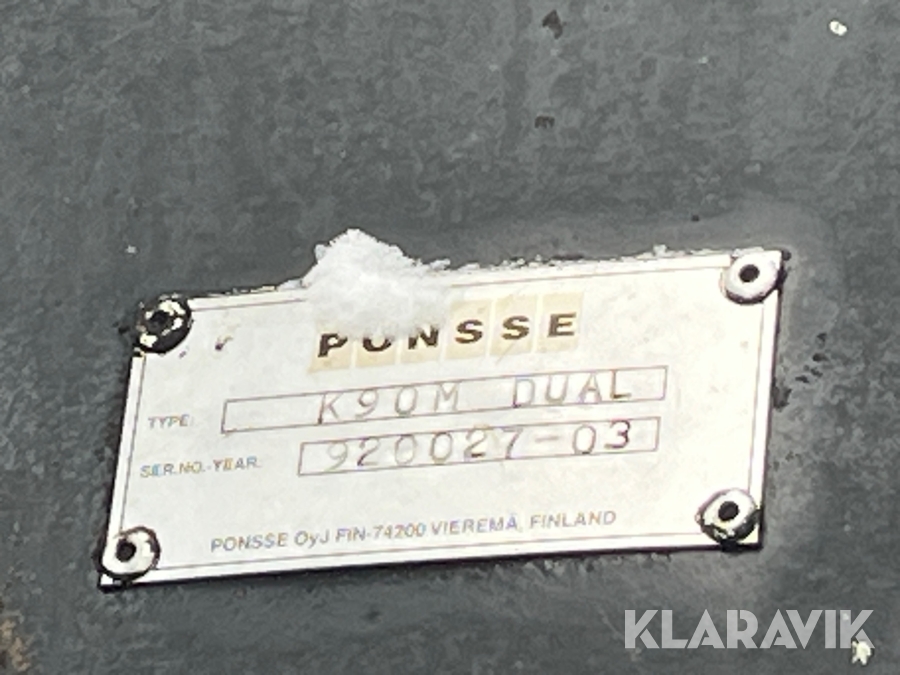 PONSSE
TYPE: K90M DUAL
SER.NO.-YEAR: 920027-03
PONSSE OyJ FIN-74200 VIEREMÄ, FINLAND
KLARAVIK